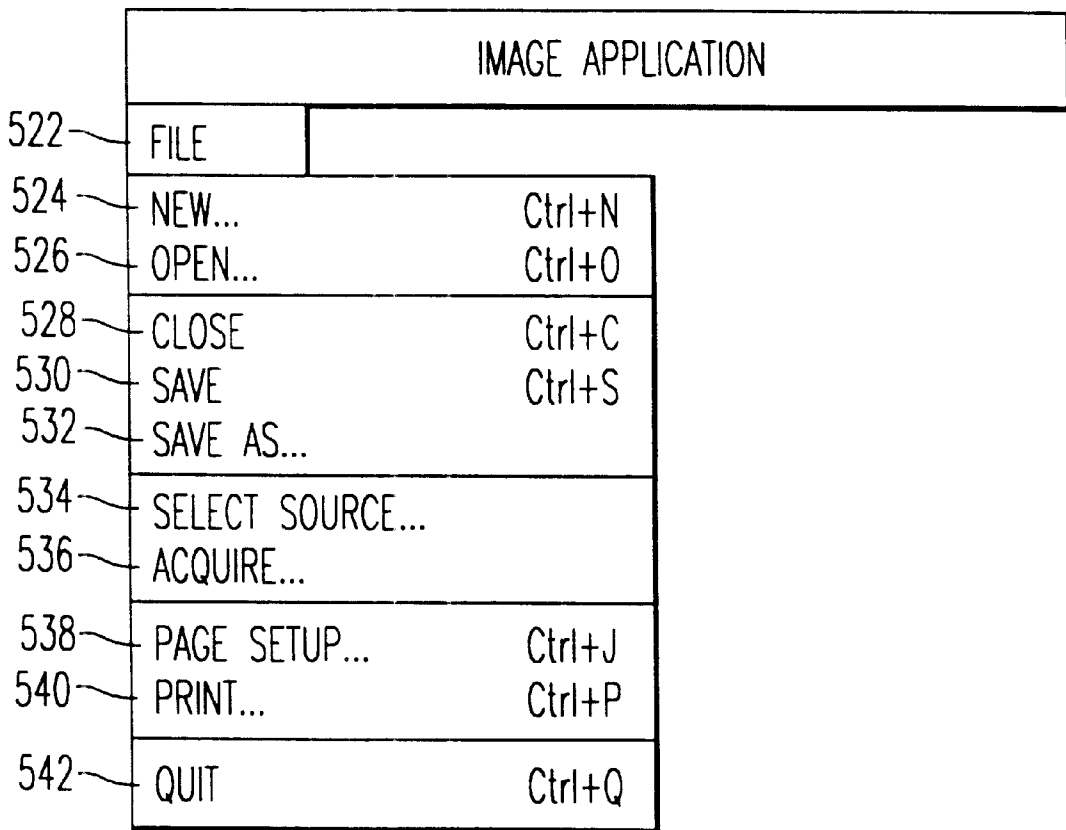 IMAGE APPLICATION
522 FILE
524 NEW... Ctrl+N
526 OPEN... Ctrl+O
528 CLOSE Ctrl+C
530 SAVE Ctrl+S
532 SAVE AS...
534 SELECT SOURCE...
536 ACQUIRE...
538 PAGE SETUP... Ctrl+J
540 PRINT... Ctrl+P
542 QUIT Ctrl+Q